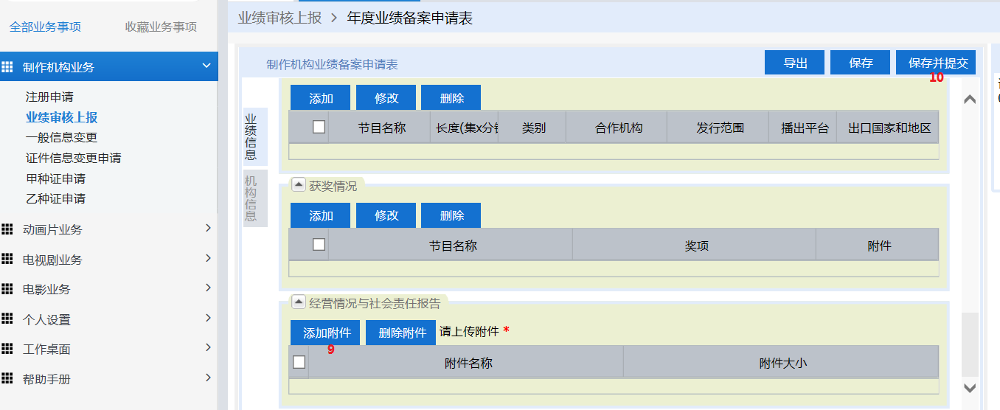 全部业务事项 收藏业务事项
制作机构业务
注册申请
业绩审核上报
一般信息变更
证件信息变更申请
甲种证申请
乙种证申请
动画片业务
电视剧业务
电影业务
个人设置
工作桌面
帮助手册
业绩审核上报 > 年度业绩备案申请表
制作机构业绩备案申请表 导出 保存 保存并提交
10
业绩信息
机构信息
添加 修改 删除
节目名称 长度(集x分 类别 合作机构 发行范围 播出平台 出口国家和地区
获奖情况
添加 修改 删除
节目名称 奖项 附件
经营情况与社会责任报告
添加附件 删除附件 请上传附件 *
9
附件名称 附件大小